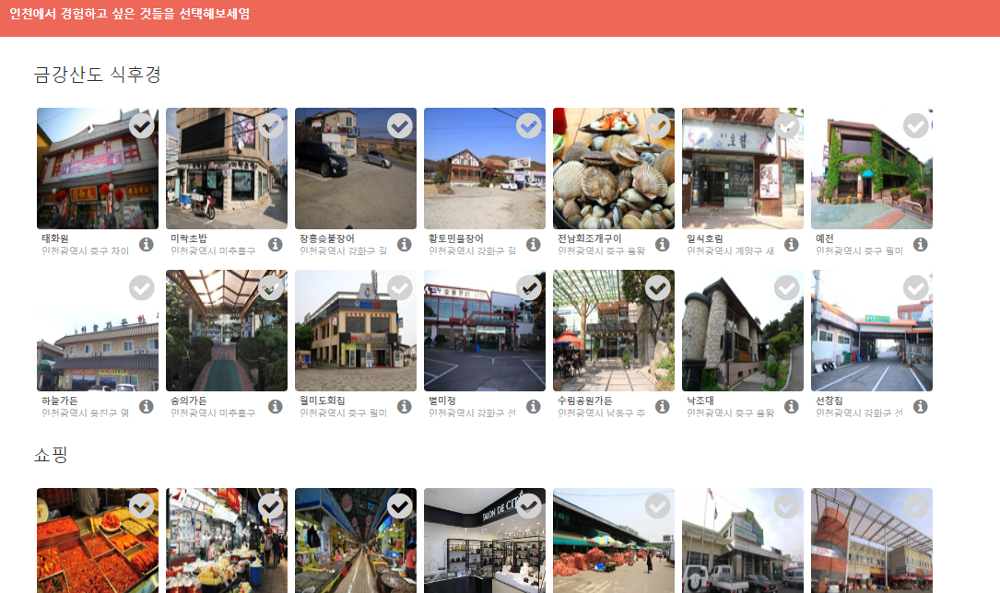 인천에서 경험하고 싶은 것들을 선택해보세염
금강산도 식후경
태화원
인천광역시 중구 차이
미락초밥
인천광역시 미추홀구
장흥숯불장어
인천광역시 강화군 길
황토민물장어
인천광역시 강화군 길
전남회조개구이
인천광역시 중구 을왕
일식호림
인천광역시 계양구 새
예전
인천광역시 중구 월미
하늘가든
인천광역시 옹진군 영
숭의가든
인천광역시 미추홀구
월미도회집
인천광역시 중구 월미
별미정
인천광역시 강화군 선
수림공원가든
인천광역시 남동구 주
낙조대
인천광역시 중구 을왕
선창집
인천광역시 강화군 선
쇼핑